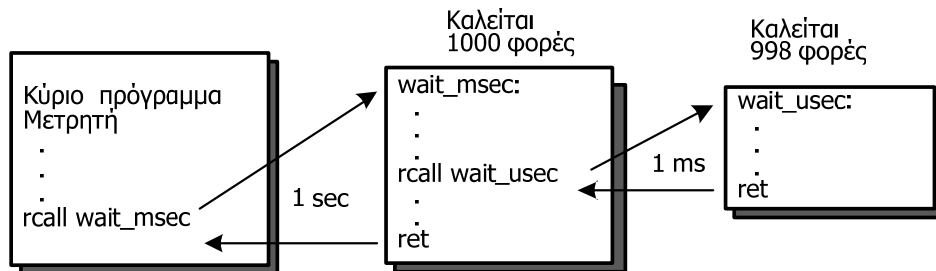 Κύριο πρόγραμμα
Μετρητή
.
.
.
rcall wait_msec
1 sec
Καλείται
1000 φορές
wait_msec:
.
.
.
rcall wait_usec
.
.
ret
1 ms
Καλείται
998 φορές
wait_usec:
.
.
.
ret